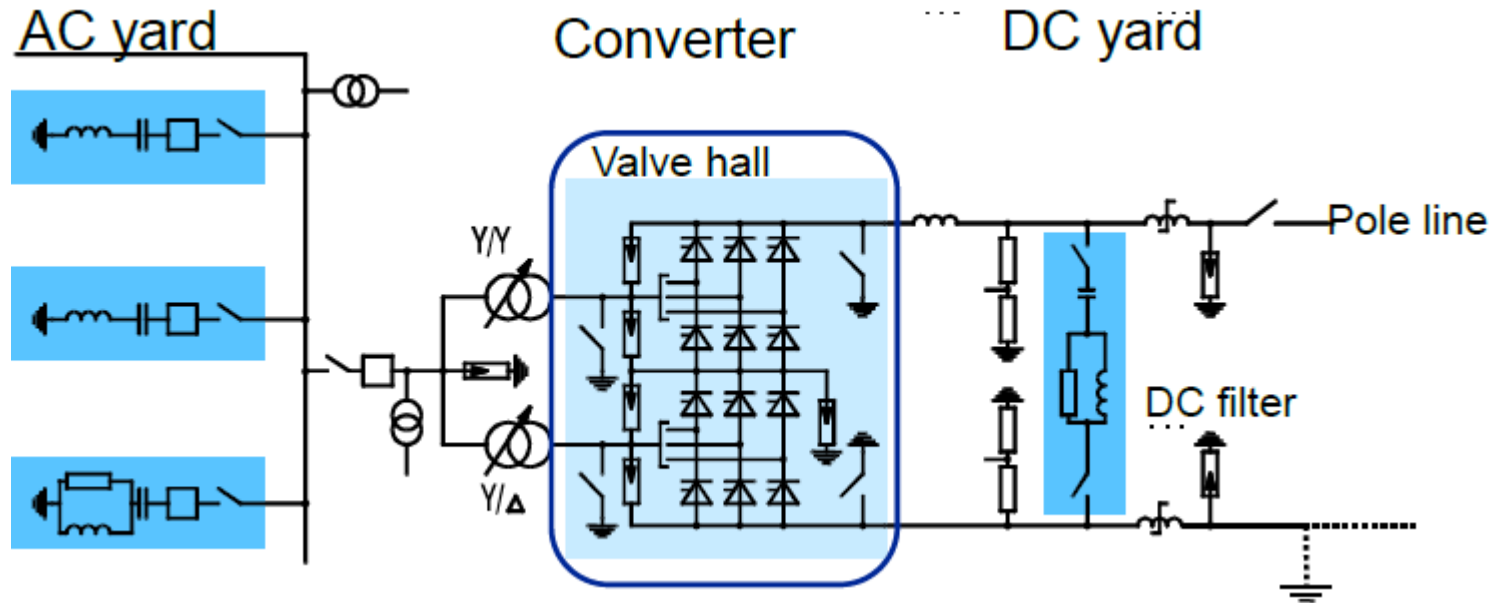 AC yard
Converter
DC yard
Valve hall
Y/Y
Pole line
DC filter
Y/Δ